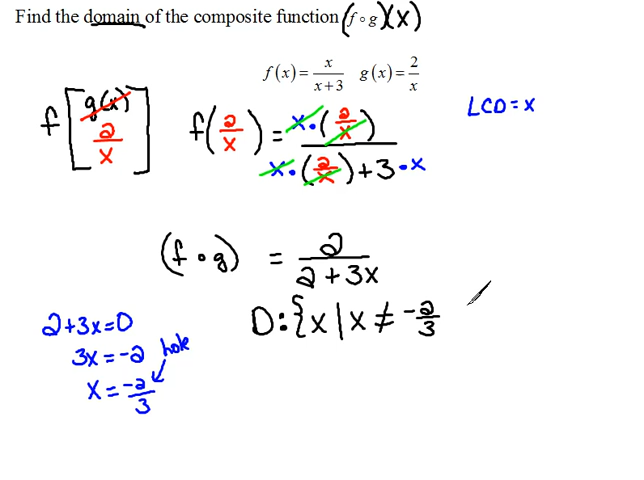 Find the domain of the composite function (f∘g)(x)
f(x) = x/(x+3)   g(x) = 2/x
f[g(x) 2/x]   f(2/x) = x·(2/x) / x·(2/x)+3·x   LCD = x
(f∘g) = 2/(2+3x)
D: {x | x ≠ -2/3
2+3x=0
3x = -2 hole
x = -2/3